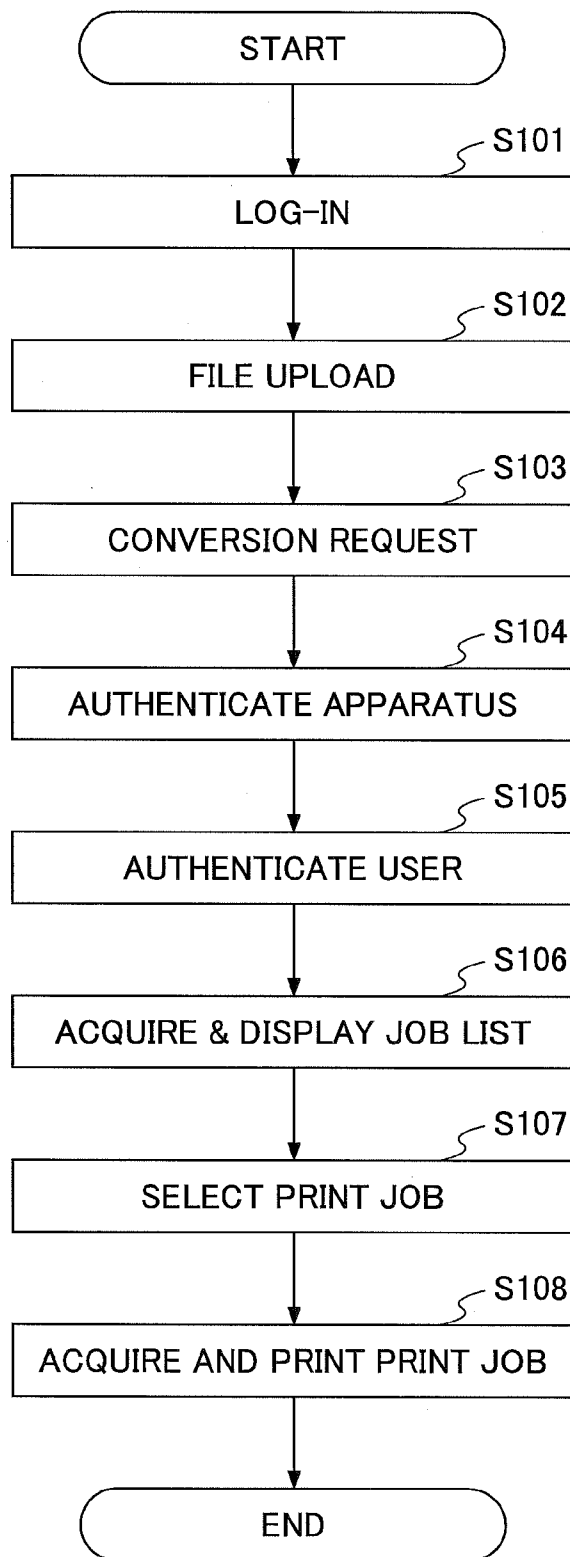 START
S101
LOG-IN
S102
FILE UPLOAD
S103
CONVERSION REQUEST
S104
AUTHENTICATE APPARATUS
S105
AUTHENTICATE USER
S106
ACQUIRE & DISPLAY JOB LIST
S107
SELECT PRINT JOB
S108
ACQUIRE AND PRINT PRINT JOB
END